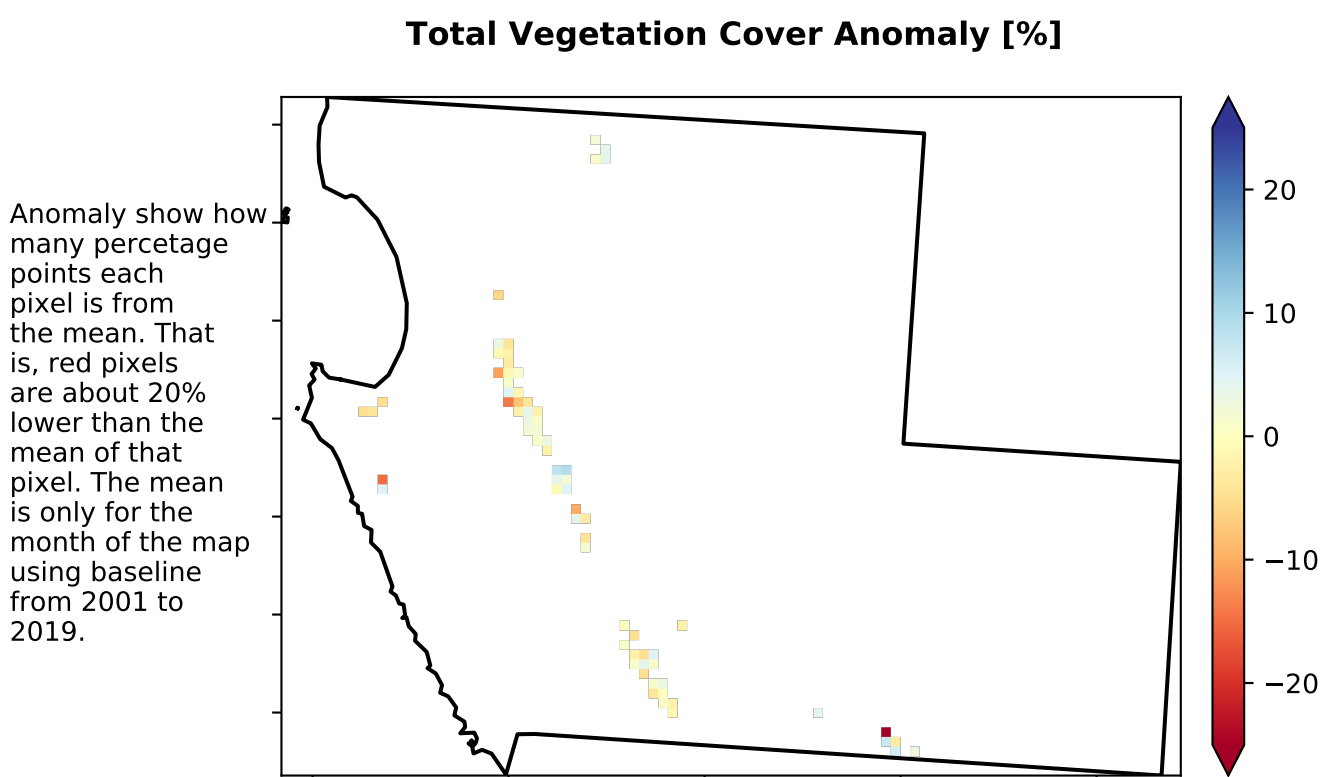 Total Vegetation Cover Anomaly [%]
Anomaly show how
many percetage
points each
pixel is from
the mean. That
is, red pixels
are about 20%
lower than the
mean of that
pixel. The mean
is only for the
month of the map
using baseline
from 2001 to
2019.
20
10
0
−10
−20